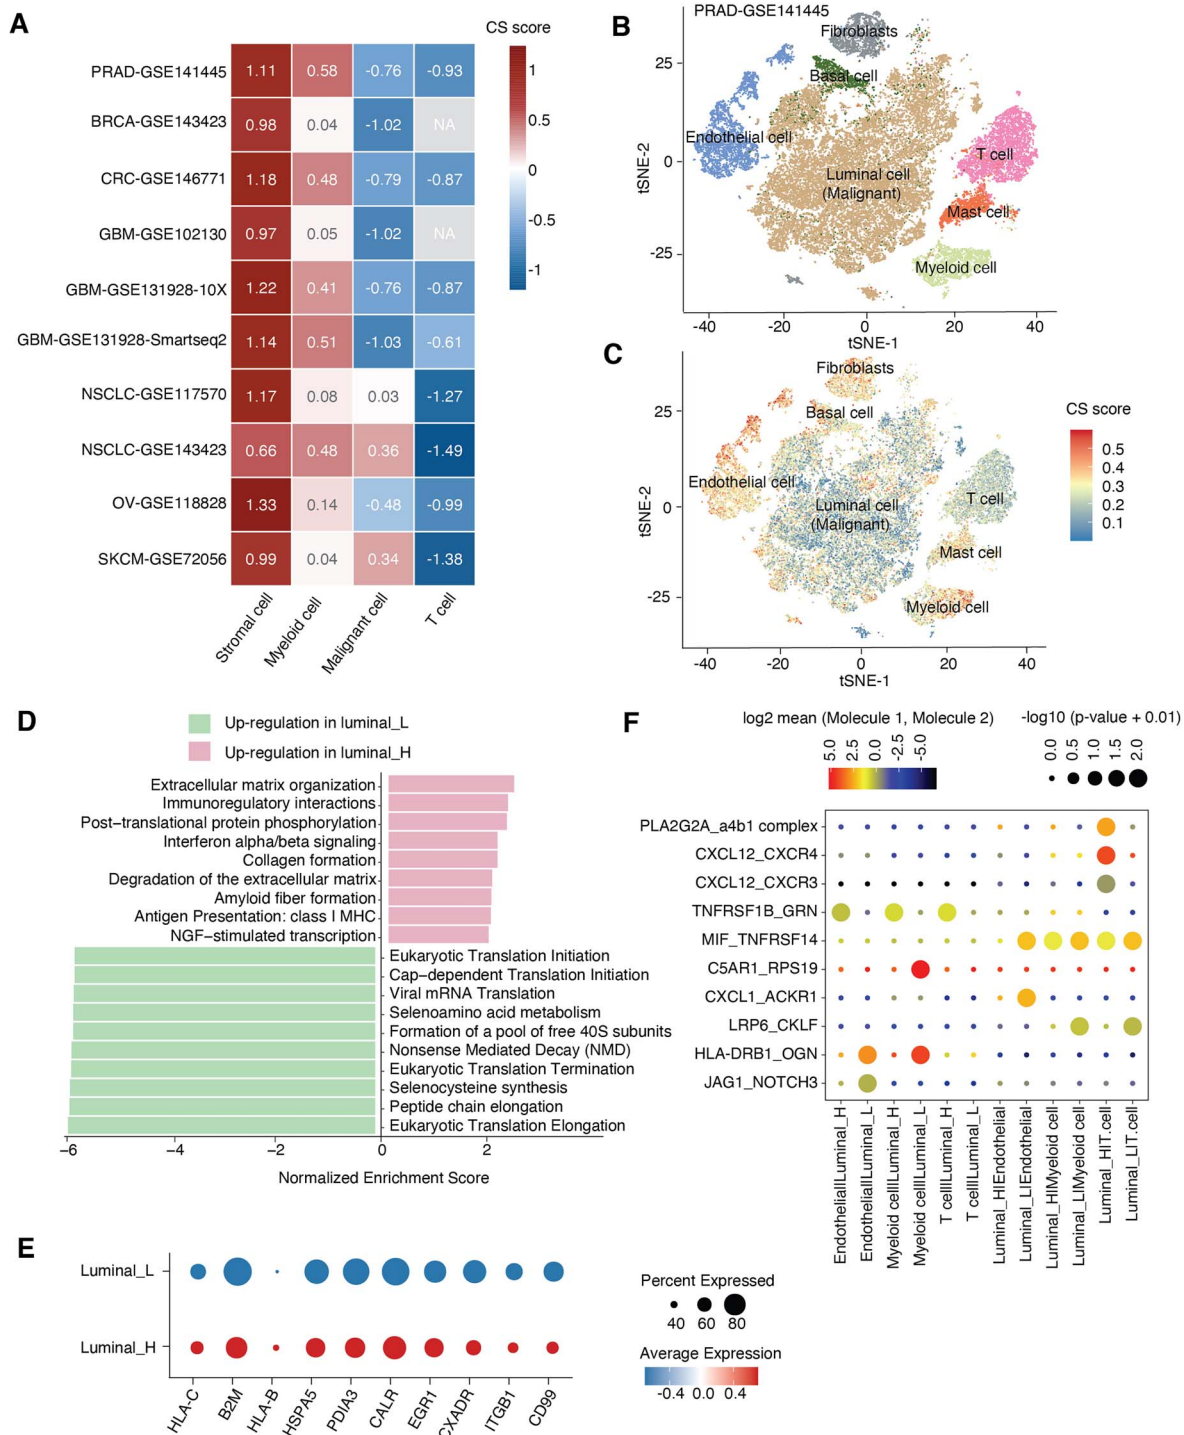 A
CS score
PRAD-GSE141445 1.11 0.58 -0.76 -0.93
BRCA-GSE143423 0.98 0.04 -1.02 NA
CRC-GSE146771 1.18 0.48 -0.79 -0.87
GBM-GSE102130 0.97 0.05 -1.02 NA
GBM-GSE131928-10X 1.22 0.41 -0.76 -0.87
GBM-GSE131928-Smartseq2 1.14 0.51 -1.03 -0.61
NSCLC-GSE117570 1.17 0.08 0.03 -1.27
NSCLC-GSE143423 0.66 0.48 0.36 -1.49
OV-GSE118828 1.33 0.14 -0.48 -0.99
SKCM-GSE72056 0.99 0.04 0.34 -1.38
Stromal cell
Myeloid cell
Malignant cell
T cell
1
0.5
0
-0.5
-1
B
PRAD-GSE141445
Fibroblasts
Basal cell
Endothelial cell
T cell
Luminal cell
(Malignant)
Mast cell
Myeloid cell
25
0
-25
tSNE-2
-40 -20 0 20 40
tSNE-1
C
Fibroblasts
Basal cell
Endothelial cell
T cell
Luminal cell
(Malignant)
Mast cell
Myeloid cell
25
0
-25
tSNE-2
-40 -20 0 20 40
tSNE-1
CS score
0.5
0.4
0.3
0.2
0.1
D
Up-regulation in luminal_L
Up-regulation in luminal_H
Extracellular matrix organization
Immunoregulatory interactions
Post-translational protein phosphorylation
Interferon alpha/beta signaling
Collagen formation
Degradation of the extracellular matrix
Amyloid fiber formation
Antigen Presentation: class I MHC
NGF-stimulated transcription
Eukaryotic Translation Initiation
Cap-dependent Translation Initiation
Viral mRNA Translation
Selenoamino acid metabolism
Formation of a pool of free 40S subunits
Nonsense Mediated Decay (NMD)
Eukaryotic Translation Termination
Selenocysteine synthesis
Peptide chain elongation
Eukaryotic Translation Elongation
-6 -4 -2 0 2
Normalized Enrichment Score
F
log2 mean (Molecule 1, Molecule 2)
5.0 2.5 0.0 -2.5 -5.0
-log10 (p-value + 0.01)
0.0 0.5 1.0 1.5 2.0
PLA2G2A_a4b1 complex
CXCL12_CXCR4
CXCL12_CXCR3
TNFRSF1B_GRN
MIF_TNFRSF14
C5AR1_RPS19
CXCL1_ACKR1
LRP6_CKLF
HLA-DRB1_OGN
JAG1_NOTCH3
Endothelial|Luminal_H
Endothelial|Luminal_L
Myeloid cell|Luminal_H
Myeloid cell|Luminal_L
T cell|Luminal_H
T cell|Luminal_L
Luminal_H|Endothelial
Luminal_L|Endothelial
Luminal_H|Myeloid cell
Luminal_L|Myeloid cell
Luminal_H|T.cell
Luminal_L|T.cell
E
Luminal_L
Luminal_H
HLA-C
B2M
HLA-B
HSPA5
PDIA3
CALR
EGR1
CXADR
ITGB1
CD99
Percent Expressed
40 60 80
Average Expression
-0.4 0.0 0.4